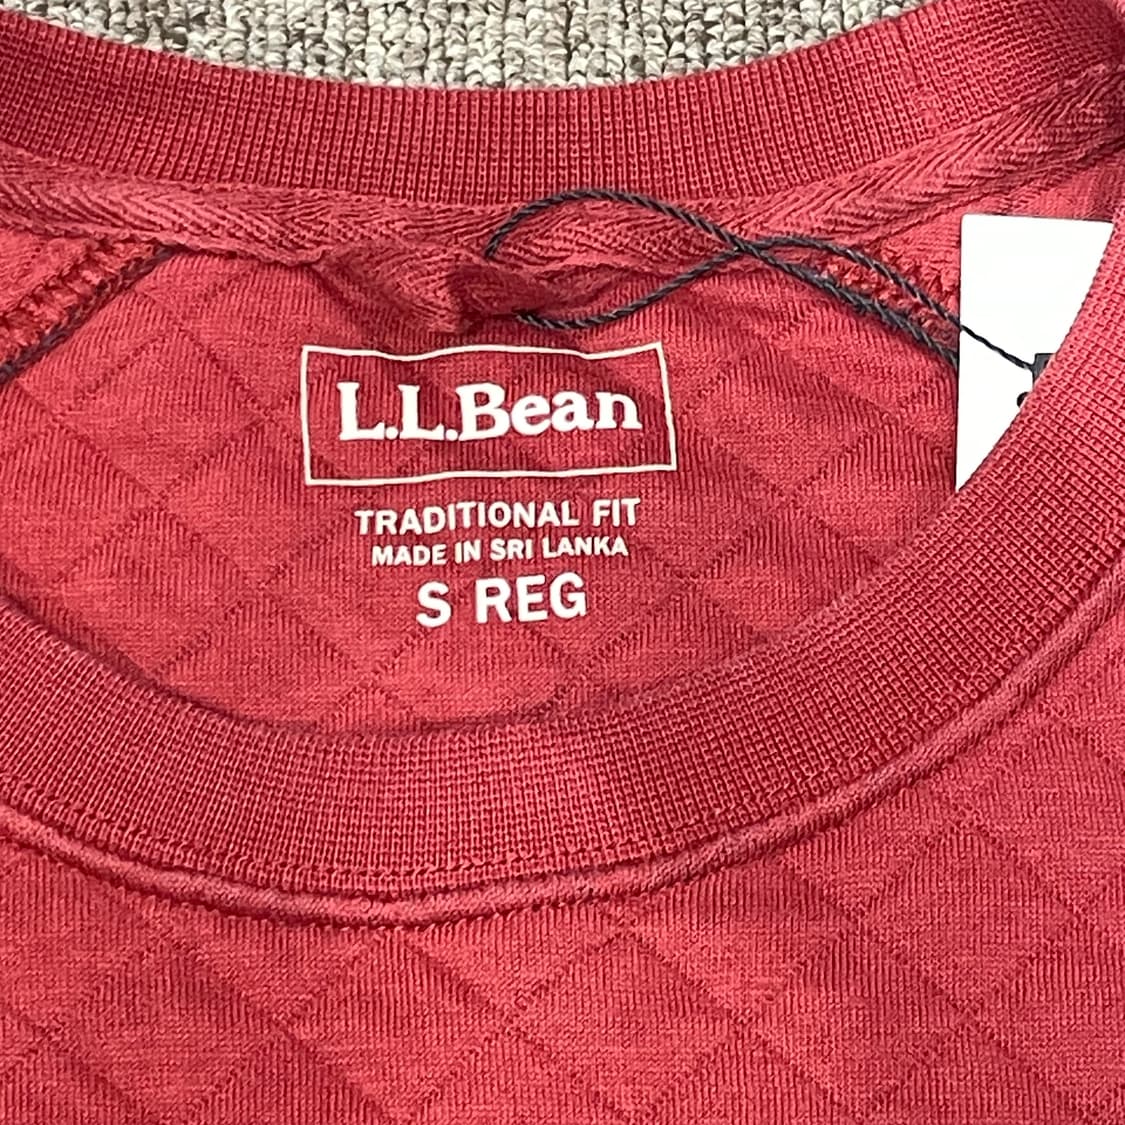 L.L.Bean
TRADITIONAL FIT
MADE IN SRI LANKA
S REG